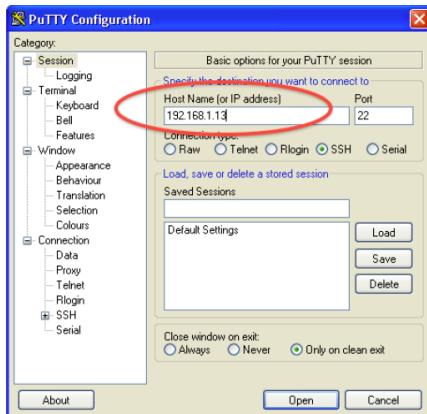 PuTTY Configuration
Category:
Session
Logging
Terminal
Keyboard
Bell
Features
Window
Appearance
Behaviour
Translation
Selection
Colours
Connection
Data
Proxy
Telnet
Rlogin
SSH
Serial
Basic options for your PuTTY session
Specify the destination you want to connect to
Host Name (or IP address) Port
192.168.1.13 22
Connection type:
Raw Telnet Rlogin SSH Serial
Load, save or delete a stored session
Saved Sessions
Default Settings
Load
Save
Delete
Close window on exit:
Always Never Only on clean exit
About Open Cancel